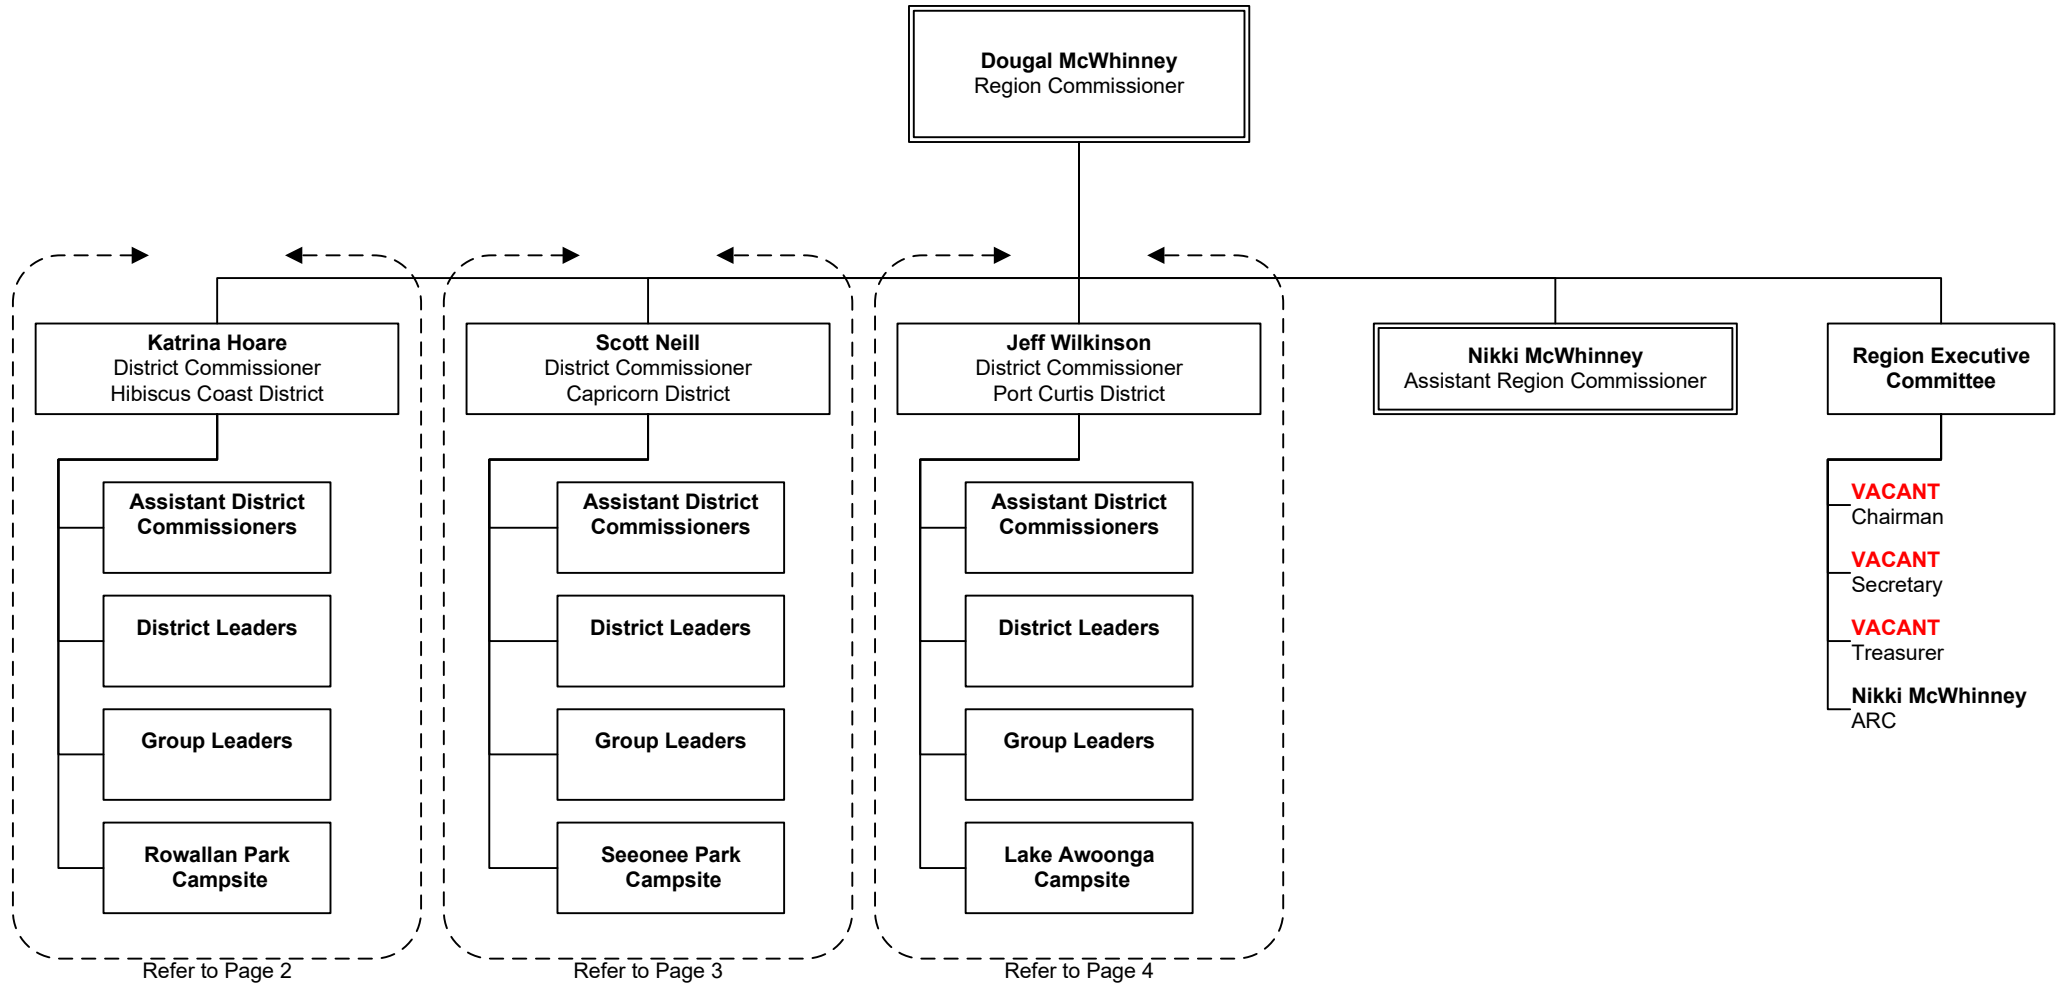 Dougal McWhinney
Region Commissioner
Katrina Hoare
District Commissioner
Hibiscus Coast District
Scott Neill
District Commissioner
Capricorn District
Jeff Wilkinson
District Commissioner
Port Curtis District
Nikki McWhinney
Assistant Region Commissioner
Region Executive
Committee
Assistant District
Commissioners
District Leaders
Group Leaders
Rowallan Park
Campsite
Refer to Page 2
Assistant District
Commissioners
District Leaders
Group Leaders
Seeonee Park
Campsite
Refer to Page 3
Assistant District
Commissioners
District Leaders
Group Leaders
Lake Awoonga
Campsite
Refer to Page 4
VACANT
Chairman
VACANT
Secretary
VACANT
Treasurer
Nikki McWhinney
ARC